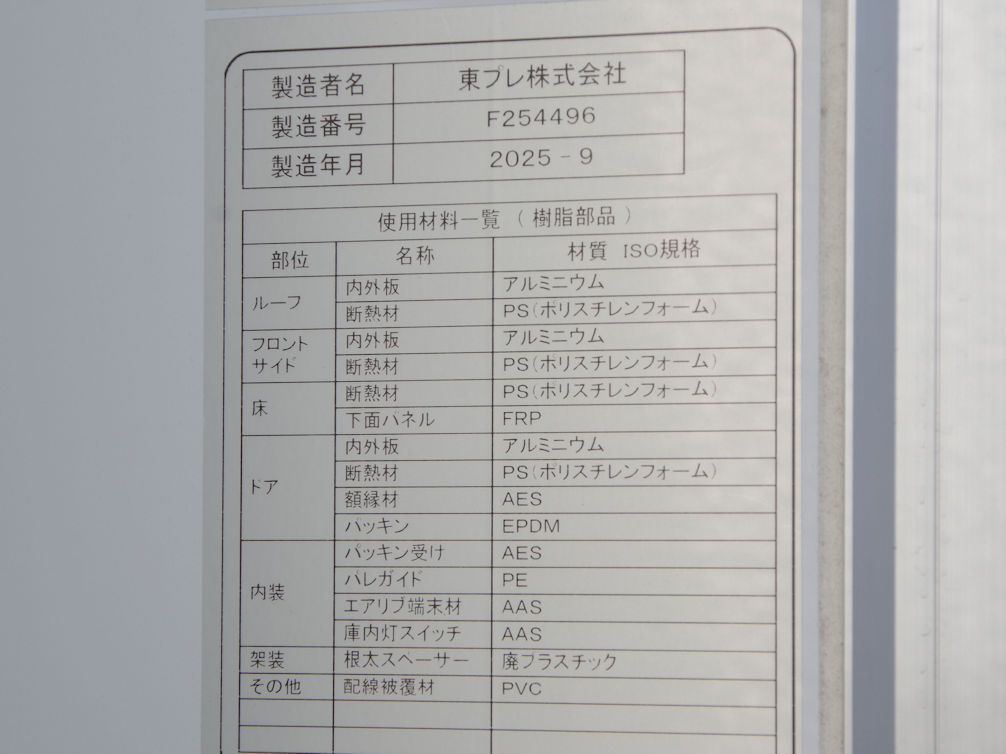 製造者名 東プレ株式会社
製造番号 F254496
製造年月 2025 - 9
使用材料一覧 ( 樹脂部品 )
部位 名称 材質 ISO規格
ルーフ 内外板 アルミニウム
断熱材 PS(ポリスチレンフォーム)
フロント サイド 内外板 アルミニウム
断熱材 PS(ポリスチレンフォーム)
床 断熱材 PS(ポリスチレンフォーム)
下面パネル FRP
ドア 内外板 アルミニウム
断熱材 PS(ポリスチレンフォーム)
額縁材 AES
パッキン EPDM
内装 パッキン受け AES
パレガイド PE
エアリブ端末材 AAS
庫内灯スイッチ AAS
架装 根太スペーサー 廃プラスチック
その他 配線被覆材 PVC